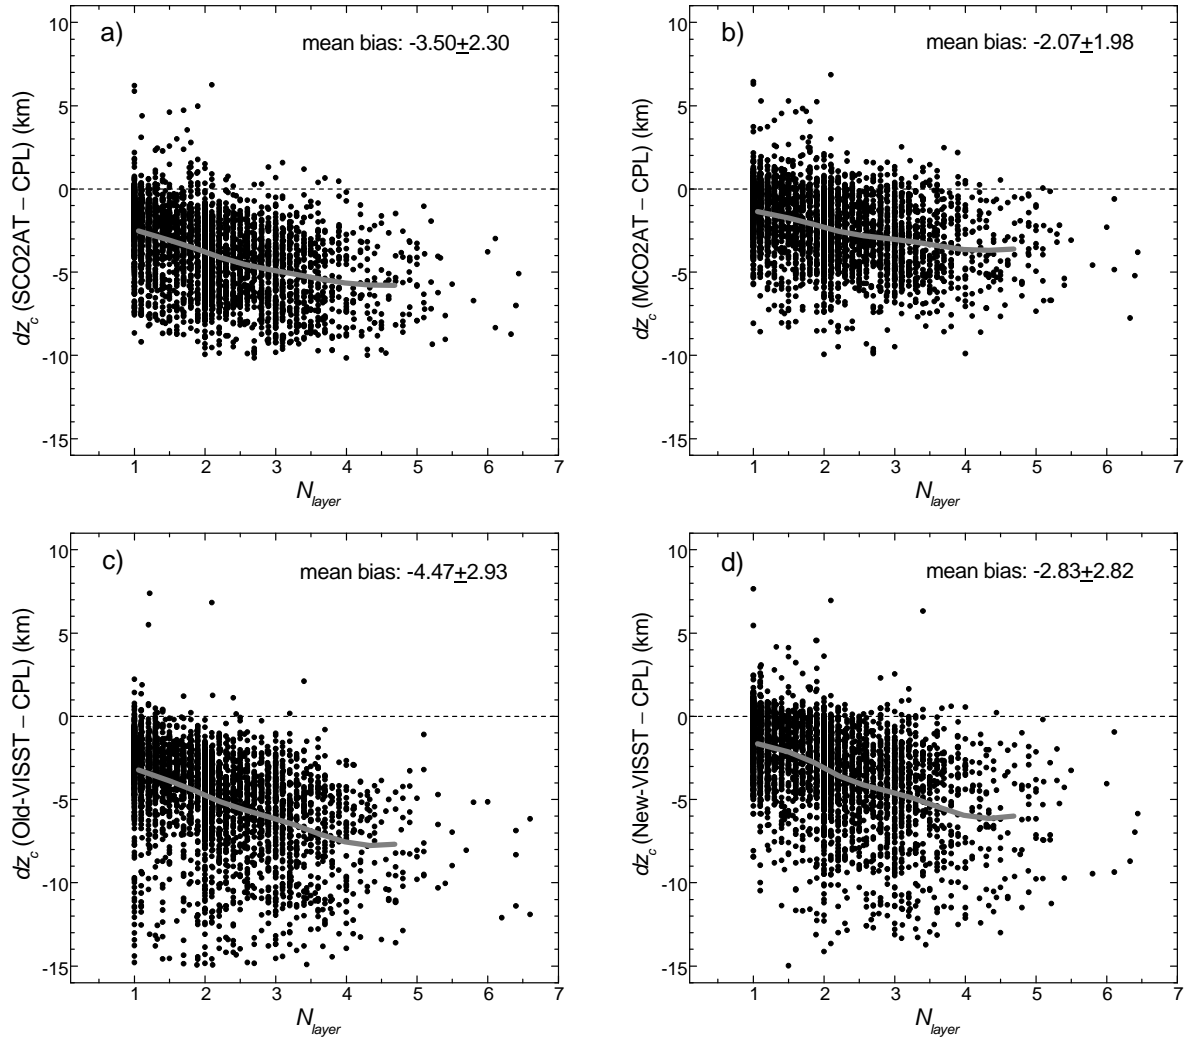 a)
mean bias: -3.50±2.30
10
5
0
-5
-10
-15
dz_c (SCO2AT – CPL) (km)
1 2 3 4 5 6 7
N_layer
b)
mean bias: -2.07±1.98
10
5
0
-5
-10
-15
dz_c (MCO2AT – CPL) (km)
1 2 3 4 5 6 7
N_layer
c)
mean bias: -4.47±2.93
10
5
0
-5
-10
-15
dz_c (Old-VISST – CPL) (km)
1 2 3 4 5 6 7
N_layer
d)
mean bias: -2.83±2.82
10
5
0
-5
-10
-15
dz_c (New-VISST – CPL) (km)
1 2 3 4 5 6 7
N_layer